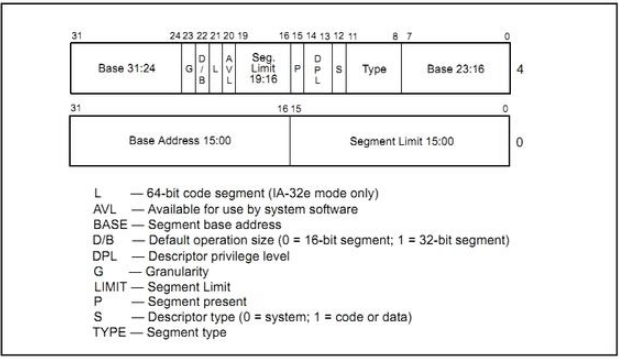 31 24 23 22 21 20 19 16 15 14 13 12 11 8 7 0
Base 31:24 G D/B L AVL Seg. Limit 19:16 P DPL S Type Base 23:16 4
31 16 15 0
Base Address 15:00 Segment Limit 15:00 0
L — 64-bit code segment (IA-32e mode only)
AVL — Available for use by system software
BASE — Segment base address
D/B — Default operation size (0 = 16-bit segment; 1 = 32-bit segment)
DPL — Descriptor privilege level
G — Granularity
LIMIT — Segment Limit
P — Segment present
S — Descriptor type (0 = system; 1 = code or data)
TYPE — Segment type